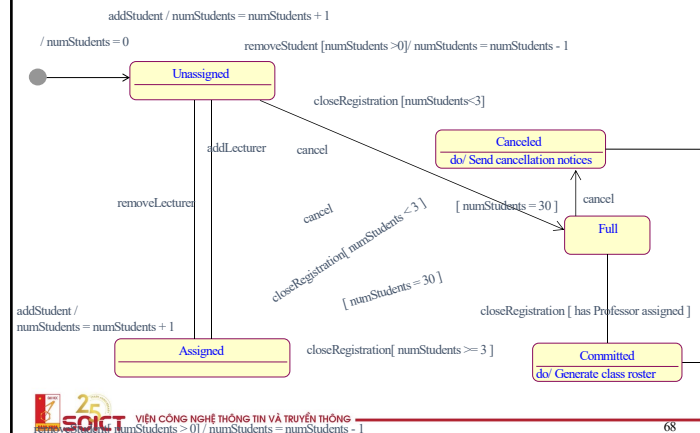 addStudent / numStudents = numStudents + 1
/ numStudents = 0
removeStudent [numStudents >0]/ numStudents = numStudents - 1
Unassigned
closeRegistration [numStudents<3]
Canceled
do/ Send cancellation notices
addLecturer
cancel
removeLecturer
cancel
closeRegistration[ numStudents < 3 ]
[ numStudents = 30 ]
cancel
Full
[ numStudents = 30 ]
addStudent /
numStudents = numStudents + 1
closeRegistration [ has Professor assigned ]
Assigned
closeRegistration[ numStudents >= 3 ]
Committed
do/ Generate class roster
25
SOICT
VIỆN CÔNG NGHỆ THÔNG TIN VÀ TRUYỀN THÔNG
removeStudent[ numStudents > 0] / numStudents = numStudents - 1
68